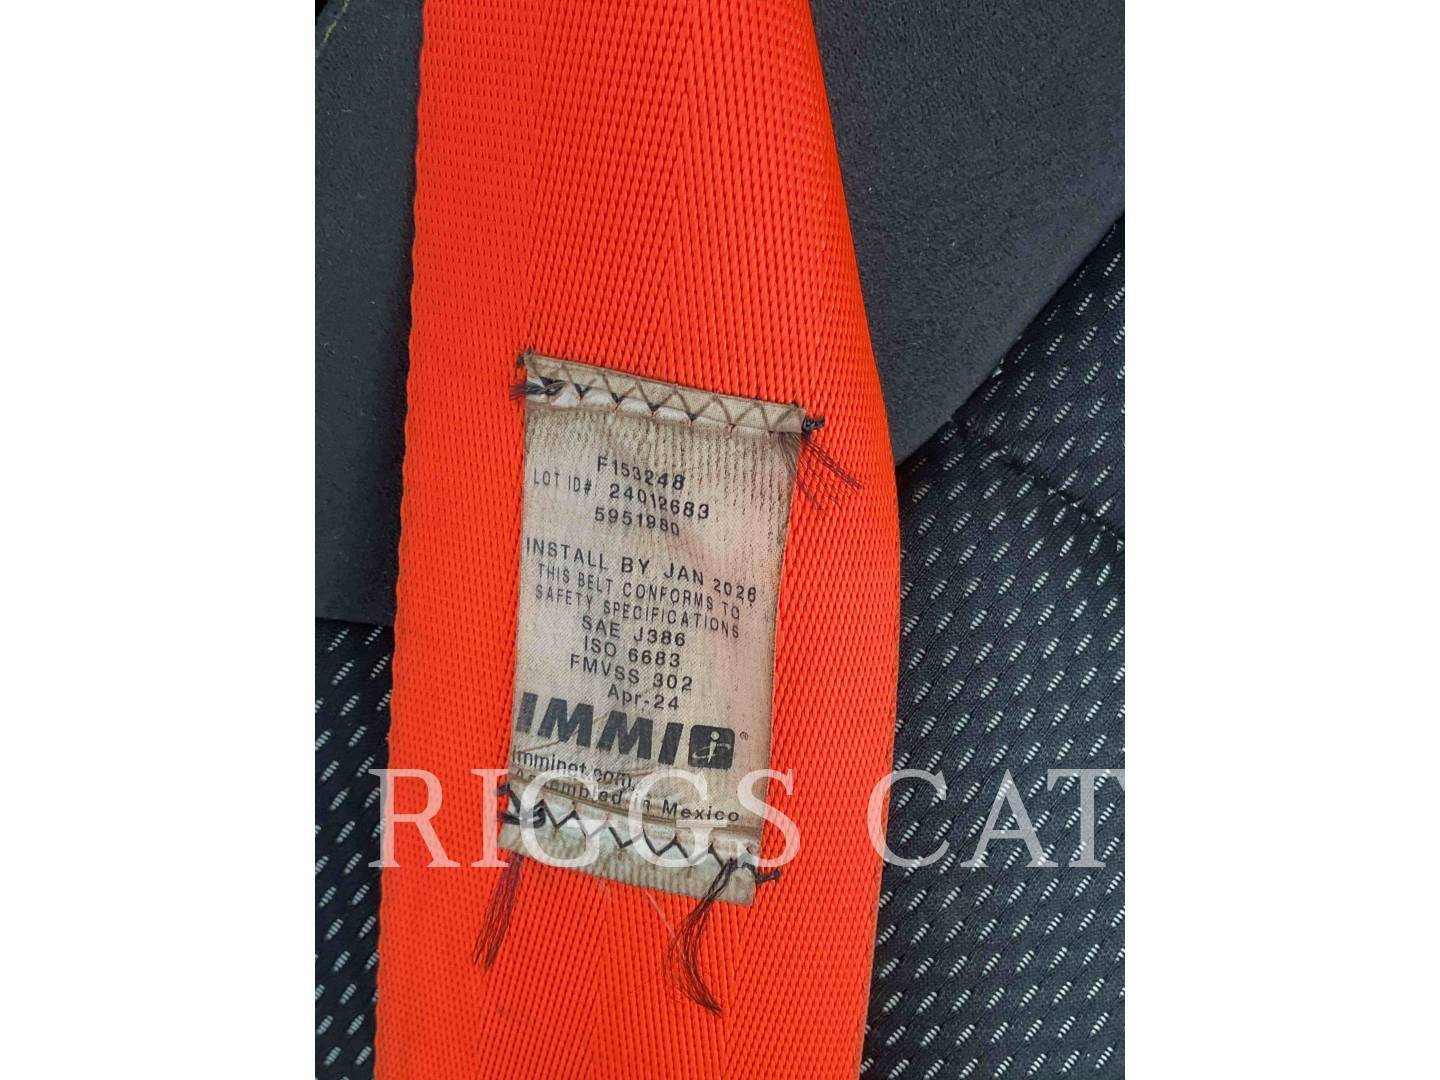 F153248
LOT ID# 24012683
5951980
INSTALL BY JAN 2026
THIS BELT CONFORMS TO
SAFETY SPECIFICATIONS
SAE J386
ISO 6683
FMVSS 302
Apr-24
IMMI®
imminet.com
Assembled in Mexico
RIGGS CAT